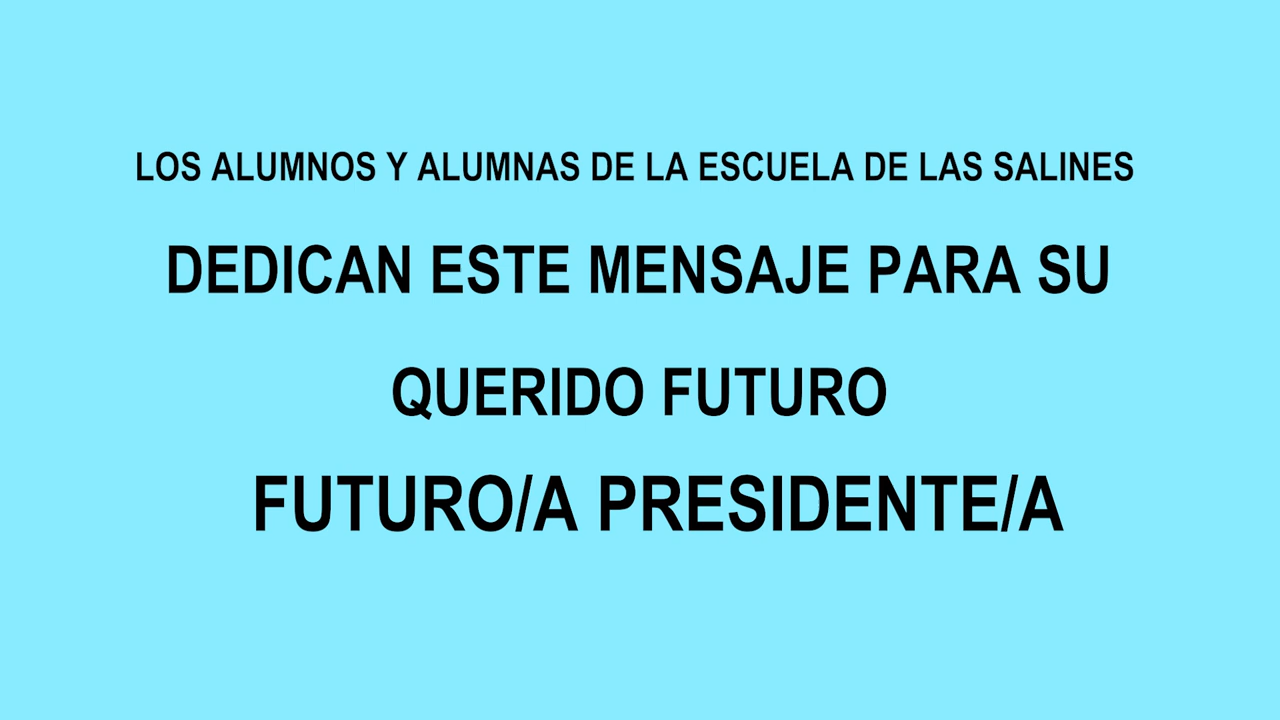 LOS ALUMNOS Y ALUMNAS DE LA ESCUELA DE LAS SALINES
DEDICAN ESTE MENSAJE PARA SU
QUERIDO FUTURO
FUTURO/A PRESIDENTE/A